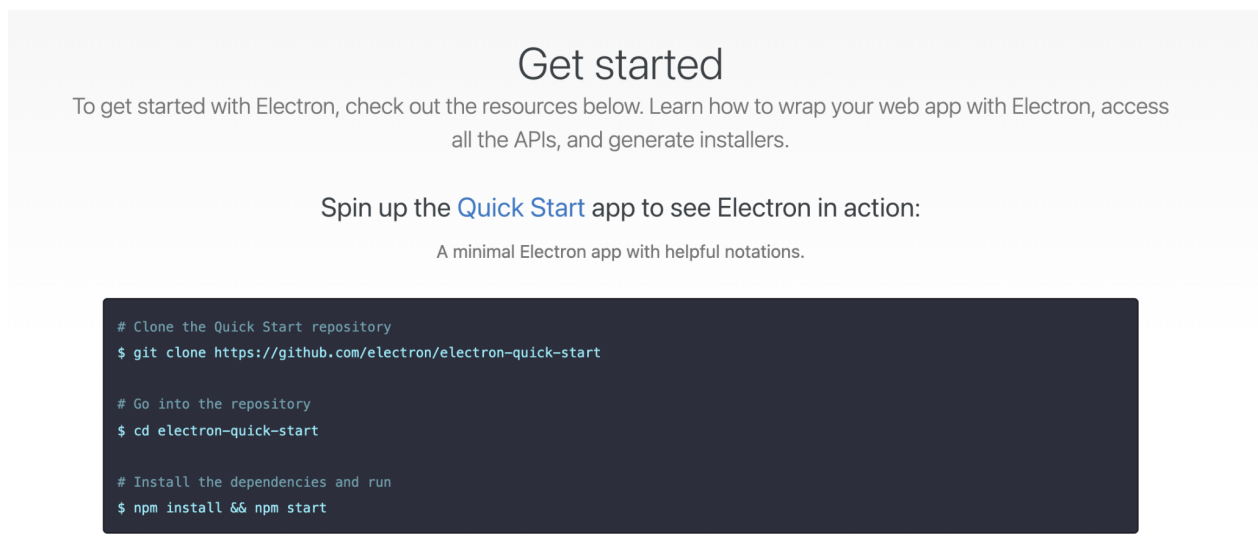 Get started
To get started with Electron, check out the resources below. Learn how to wrap your web app with Electron, access
all the APIs, and generate installers.
Spin up the Quick Start app to see Electron in action:
A minimal Electron app with helpful notations.
# Clone the Quick Start repository
$ git clone https://github.com/electron/electron-quick-start
# Go into the repository
$ cd electron-quick-start
# Install the dependencies and run
$ npm install && npm start